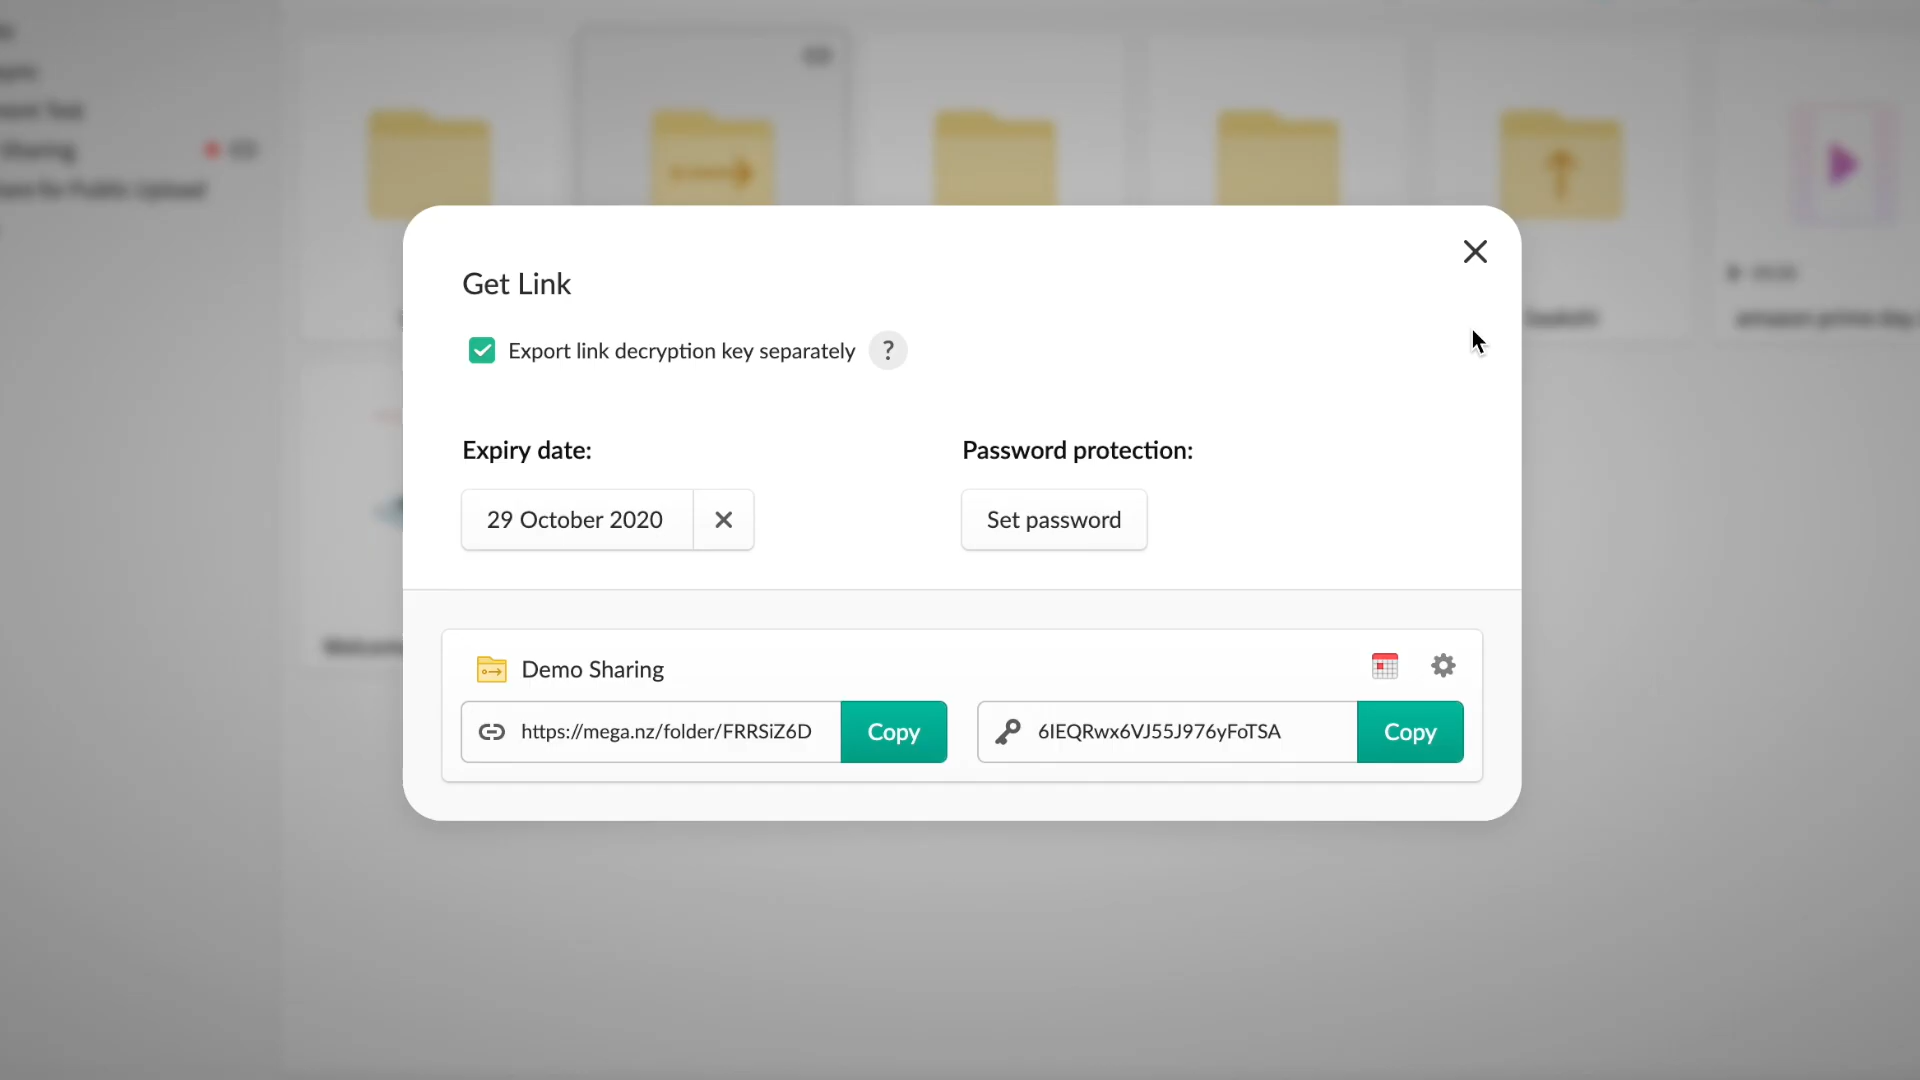 Get Link
Export link decryption key separately ?
Expiry date:
Password protection:
29 October 2020
Set password
Demo Sharing
https://mega.nz/folder/FRRSiZ6D
Copy
6IEQRwx6VJ55J976yFoTSA
Copy